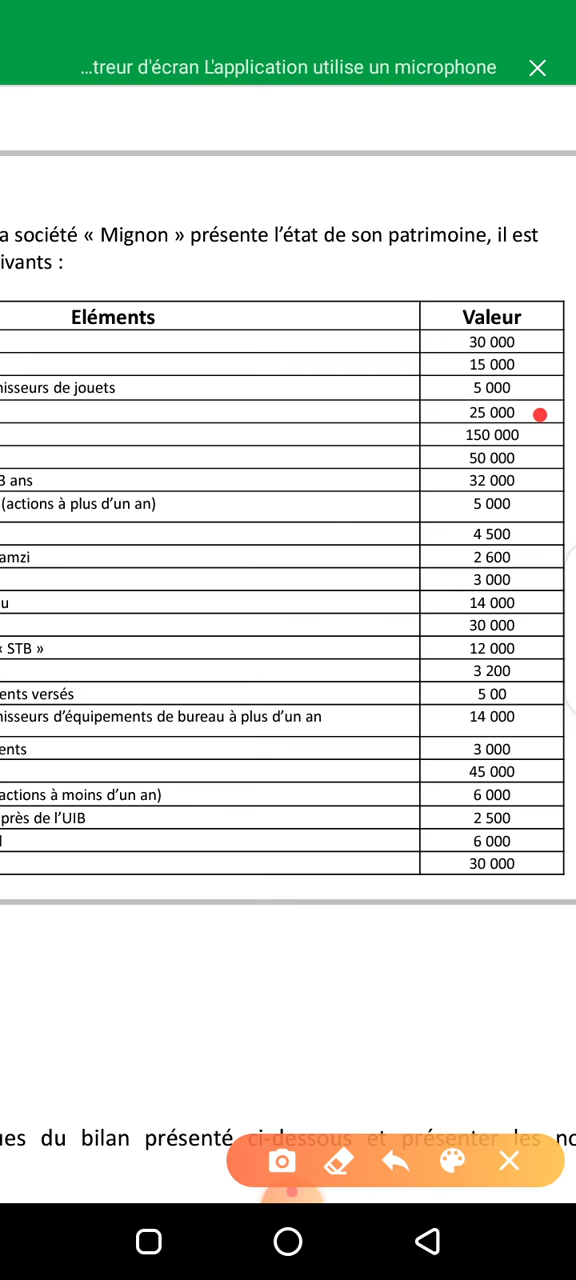 ...treur d'écran L'application utilise un microphone
a société « Mignon » présente l'état de son patrimoine, il est
ivants :
Eléments Valeur
30 000
15 000
nisseurs de jouets 5 000
25 000
150 000
50 000
3 ans 32 000
(actions à plus d'un an) 5 000
4 500
amzi 2 600
3 000
u 14 000
30 000
« STB » 12 000
3 200
ents versés 5 00
nisseurs d'équipements de bureau à plus d'un an 14 000
ents 3 000
45 000
actions à moins d'un an) 6 000
près de l'UIB 2 500
6 000
30 000
ues du bilan présenté ci-dessous et présenter les no